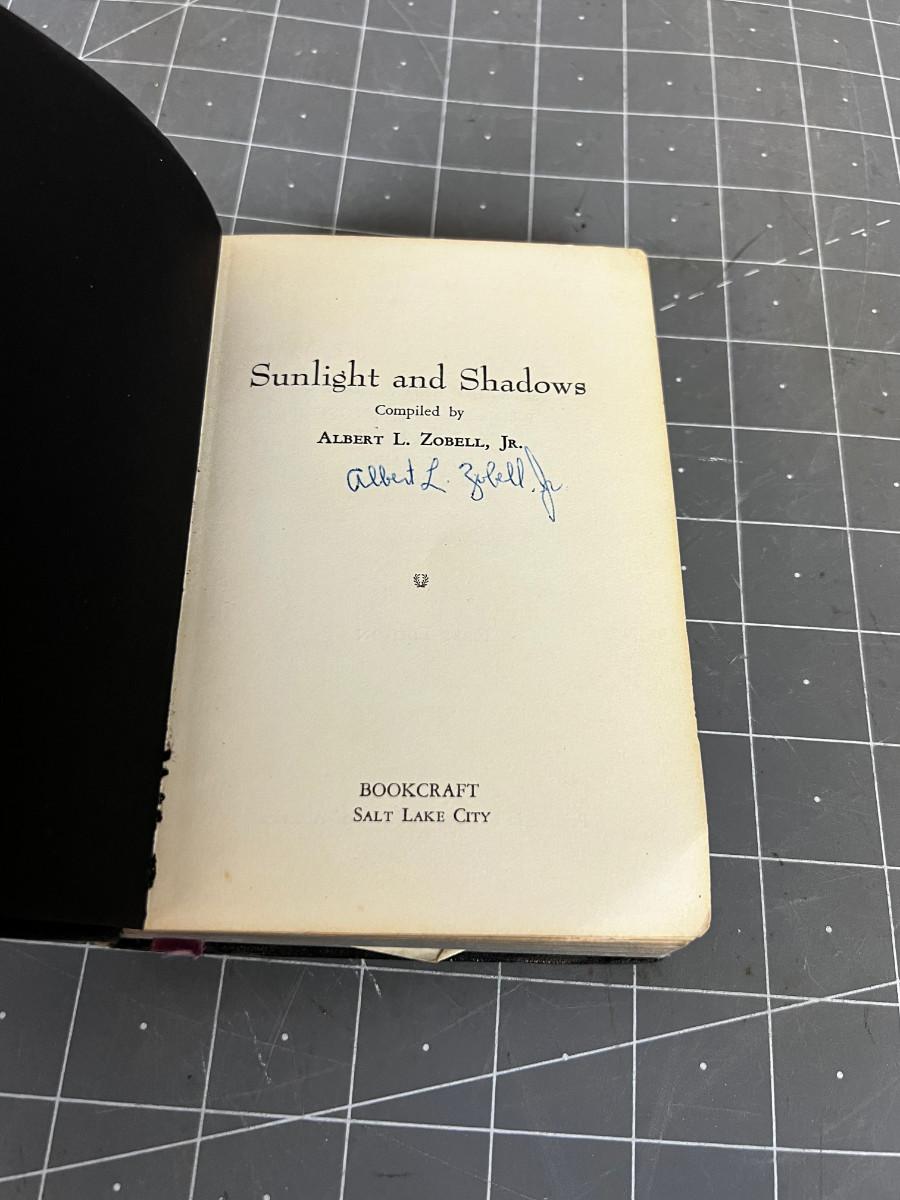 Sunlight and Shadows
Compiled by
ALBERT L. ZOBELL, JR.
Albert L. Zobell, Jr.
BOOKCRAFT
SALT LAKE CITY